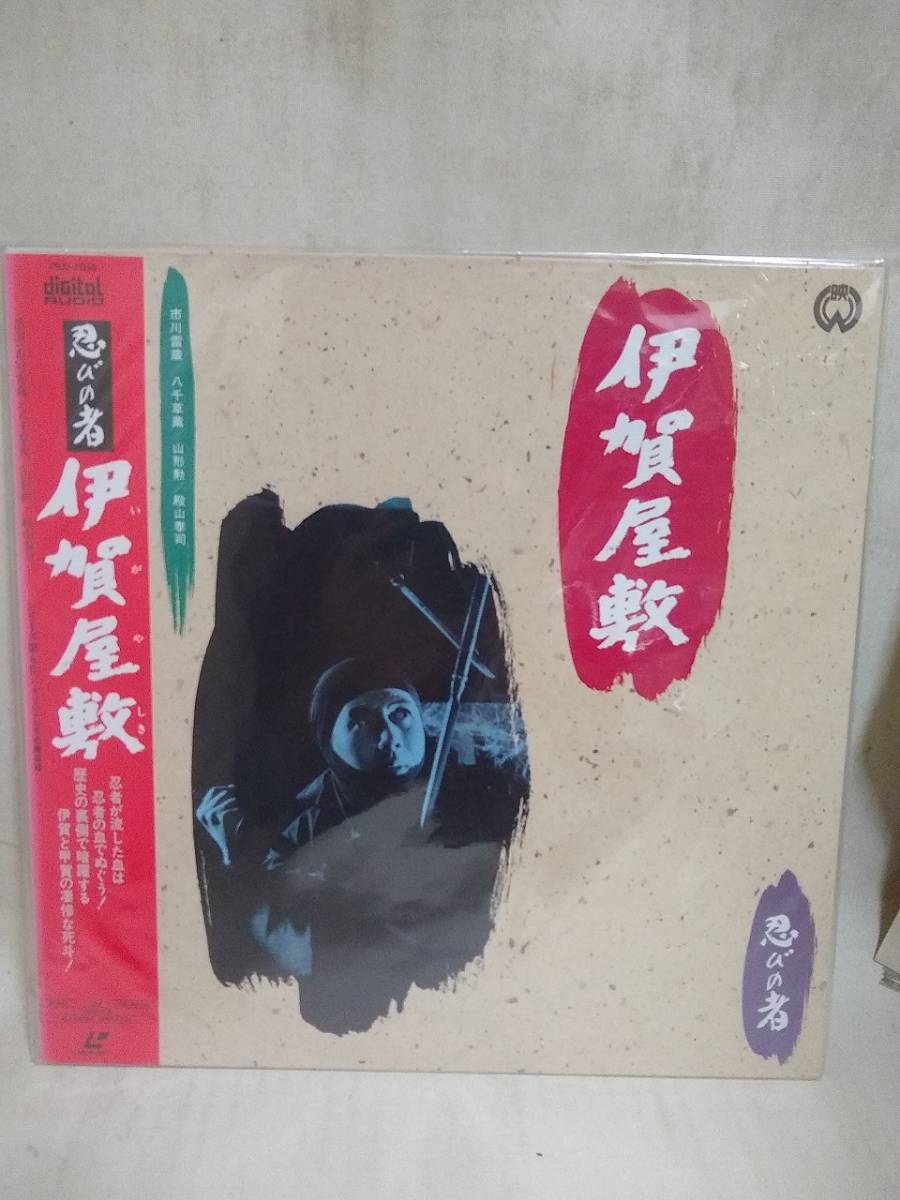 digital
AUDIO
忍びの者
伊賀屋敷
いがやしき
忍者が流した血は
忍者の血でぬぐう!
歴史の裏側で暗躍する
伊賀と甲賀の凄惨な死斗!
市川雷蔵/八千草薫/山形勲/殿山泰司
伊賀屋敷
映
忍びの者